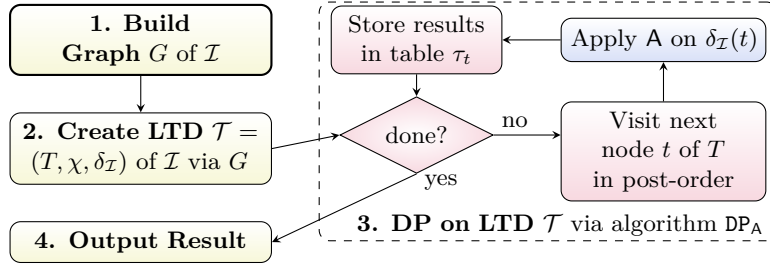 1. Build
Graph G of ℐ
2. Create LTD 𝒯 =
(T, χ, δ_ℐ) of ℐ via G
4. Output Result
Store results
in table τ_t
done?
no
yes
Apply A on δ_ℐ(t)
Visit next
node t of T
in post-order
3. DP on LTD 𝒯 via algorithm DP_A